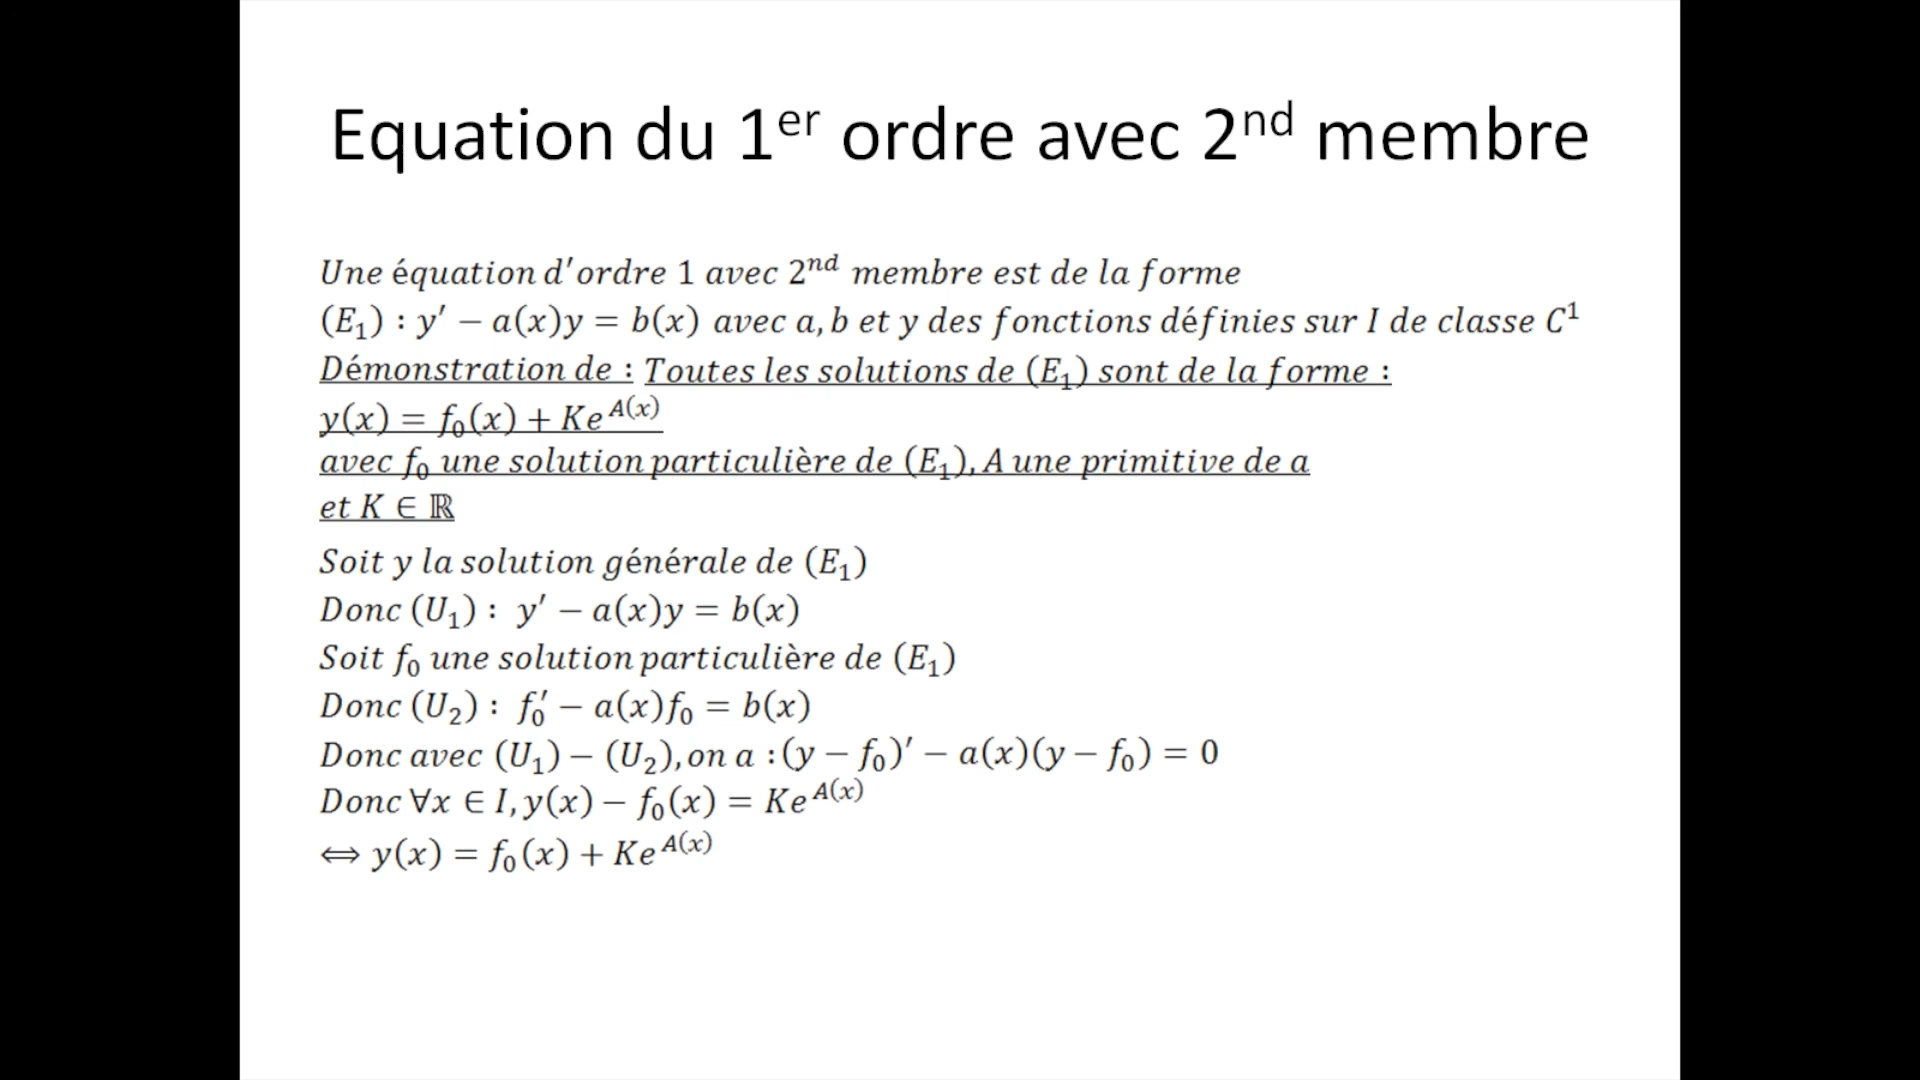 Equation du 1er ordre avec 2nd membre
Une équation d'ordre 1 avec 2nd membre est de la forme
(E₁) : y′ − a(x)y = b(x) avec a, b et y des fonctions définies sur I de classe C¹
Démonstration de : Toutes les solutions de (E₁) sont de la forme :
y(x) = f₀(x) + Ke^A(x)
avec f₀ une solution particulière de (E₁), A une primitive de a
et K ∈ ℝ
Soit y la solution générale de (E₁)
Donc (U₁) : y′ − a(x)y = b(x)
Soit f₀ une solution particulière de (E₁)
Donc (U₂) : f₀′ − a(x)f₀ = b(x)
Donc avec (U₁) − (U₂), on a : (y − f₀)′ − a(x)(y − f₀) = 0
Donc ∀x ∈ I, y(x) − f₀(x) = Ke^A(x)
⟺ y(x) = f₀(x) + Ke^A(x)